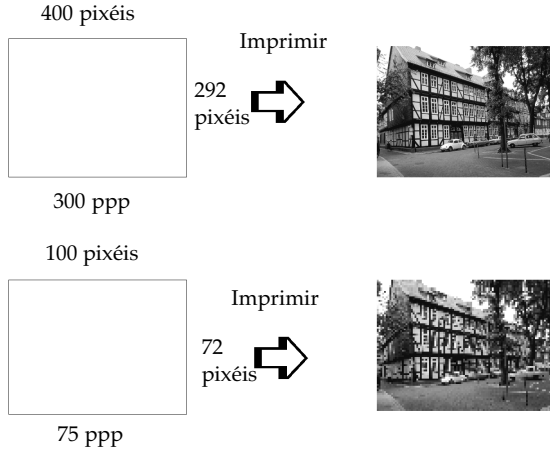 400 pixéis
Imprimir
292
pixéis
300 ppp
100 pixéis
Imprimir
72
pixéis
75 ppp